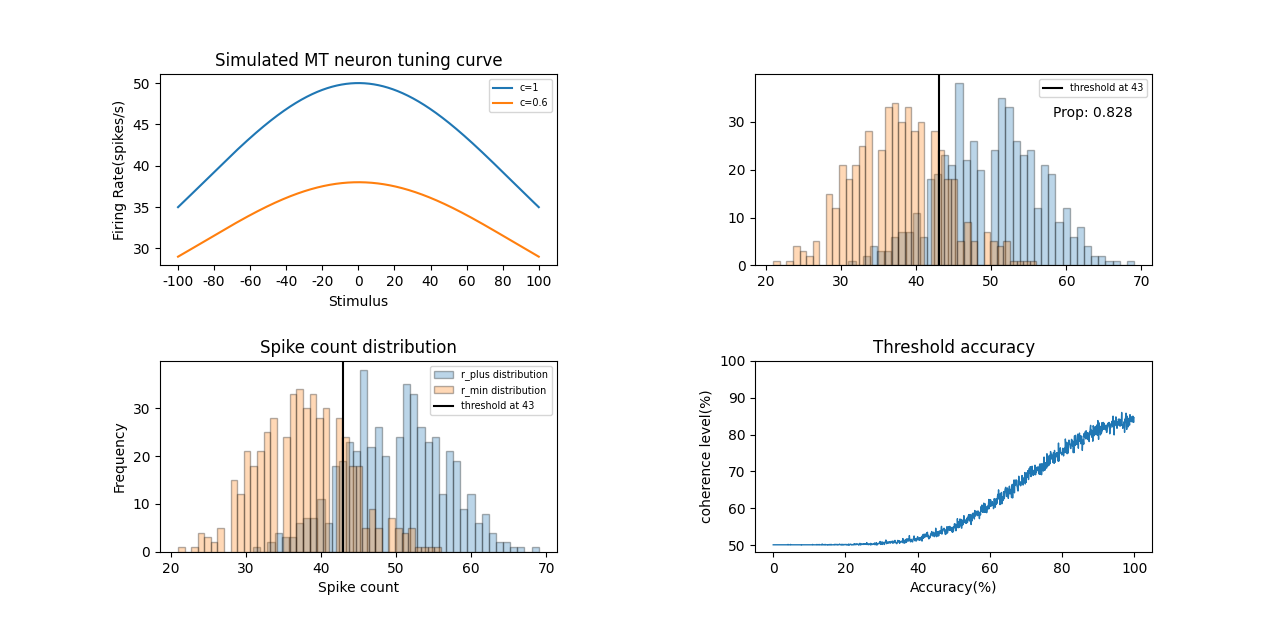 Simulated MT neuron tuning curve
Firing Rate(spikes/s)
50
45
40
35
30
c=1
c=0.6
-100 -80 -60 -40 -20 0 20 40 60 80 100
Stimulus
30
20
10
0
threshold at 43
Prop: 0.828
20 30 40 50 60 70
Spike count distribution
Frequency
30
20
10
0
r_plus distribution
r_min distribution
threshold at 43
20 30 40 50 60 70
Spike count
Threshold accuracy
coherence level(%)
100
90
80
70
60
50
0 20 40 60 80 100
Accuracy(%)